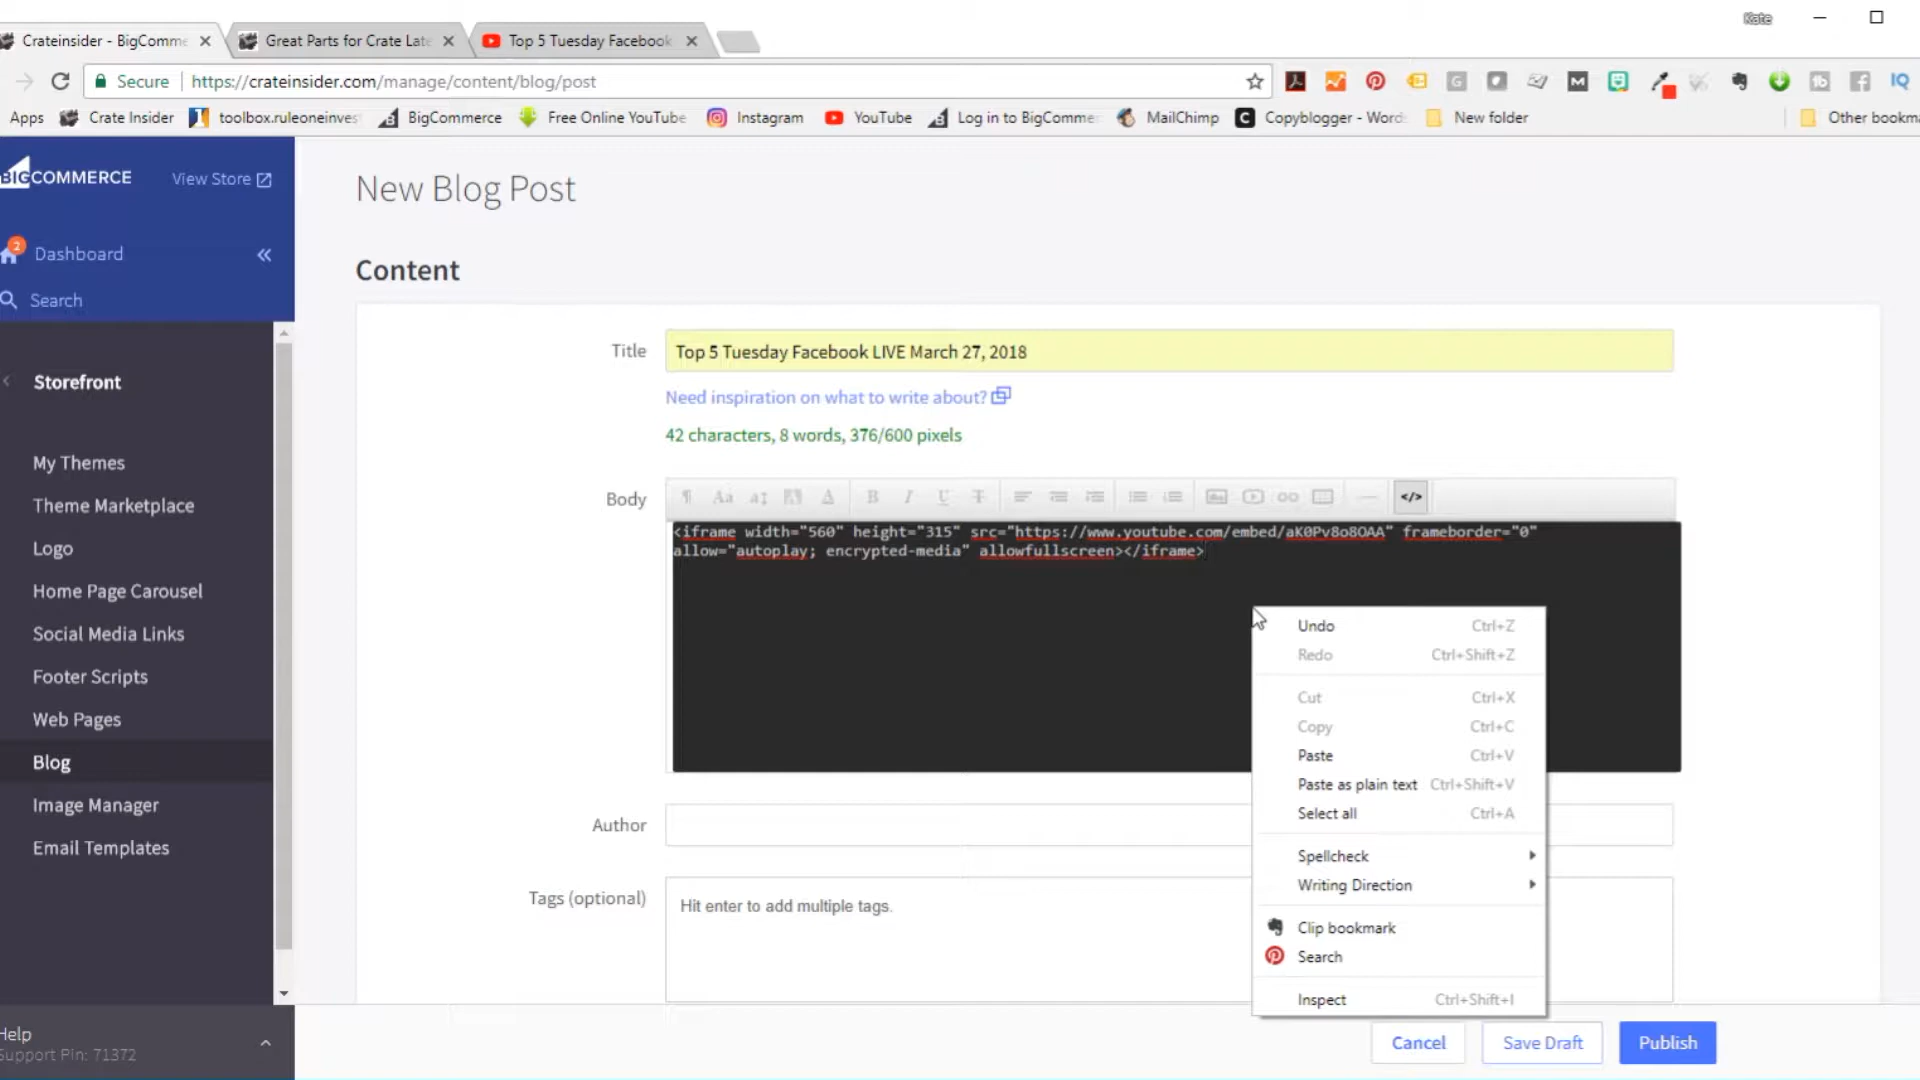 Kate
Crateinsider - BigComme
Great Parts for Crate Late
Top 5 Tuesday Facebook
Secure
https://crateinsider.com/manage/content/blog/post
Apps
Crate Insider
toolbox.ruleoneinves
BigCommerce
Free Online YouTube
Instagram
YouTube
Log in to BigComme
MailChimp
Copyblogger - Word
New folder
Other bookma
BIGCOMMERCE
View Store
2
Dashboard
Search
Storefront
My Themes
Theme Marketplace
Logo
Home Page Carousel
Social Media Links
Footer Scripts
Web Pages
Blog
Image Manager
Email Templates
Help
Support Pin: 71372
New Blog Post
Content
Title
Top 5 Tuesday Facebook LIVE March 27, 2018
Need inspiration on what to write about?
42 characters, 8 words, 376/600 pixels
Body
<iframe width="560" height="315" src="https://www.youtube.com/embed/aK0Pv8o8OAA" frameborder="0"
allow="autoplay; encrypted-media" allowfullscreen></iframe>
Undo Ctrl+Z
Redo Ctrl+Shift+Z
Cut Ctrl+X
Copy Ctrl+C
Paste Ctrl+V
Paste as plain text Ctrl+Shift+V
Select all Ctrl+A
Spellcheck
Writing Direction
Clip bookmark
Search
Inspect Ctrl+Shift+I
Author
Tags (optional)
Hit enter to add multiple tags.
Cancel
Save Draft
Publish